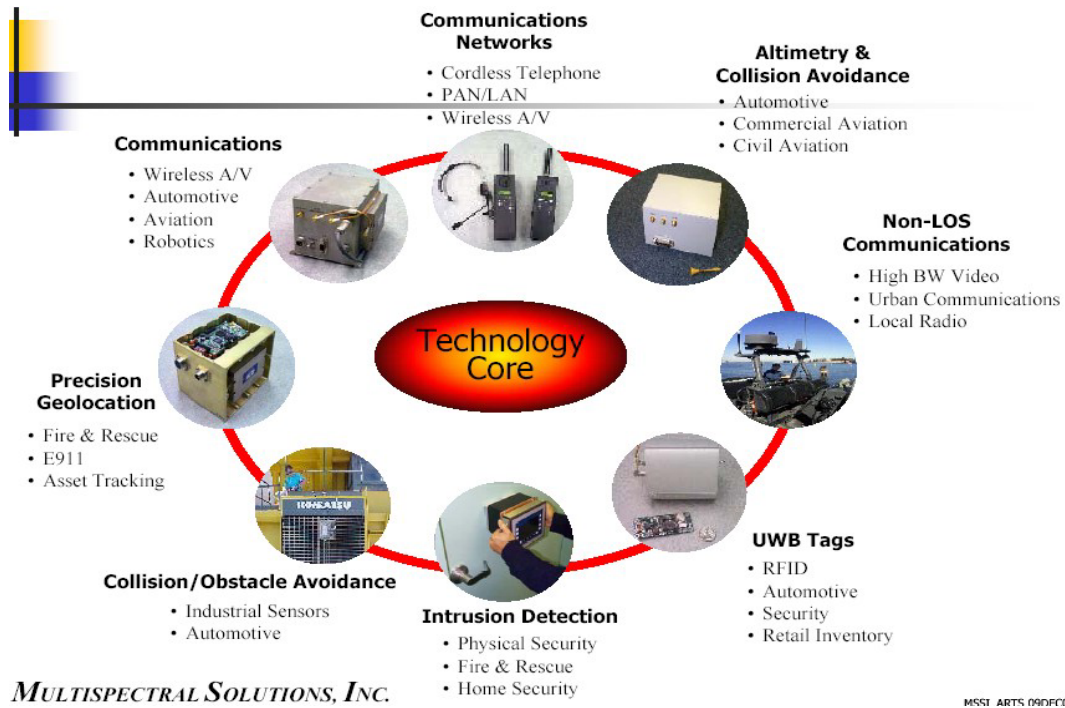 Communications
Networks
• Cordless Telephone
• PAN/LAN
• Wireless A/V
Altimetry &
Collision Avoidance
• Automotive
• Commercial Aviation
• Civil Aviation
Communications
• Wireless A/V
• Automotive
• Aviation
• Robotics
Non-LOS
Communications
• High BW Video
• Urban Communications
• Local Radio
Technology
Core
Precision
Geolocation
• Fire & Rescue
• E911
• Asset Tracking
KOMATSU
UWB Tags
• RFID
• Automotive
• Security
• Retail Inventory
Collision/Obstacle Avoidance
• Industrial Sensors
• Automotive
Intrusion Detection
• Physical Security
• Fire & Rescue
• Home Security
MULTISPECTRAL SOLUTIONS, INC.
MSSI ARTS